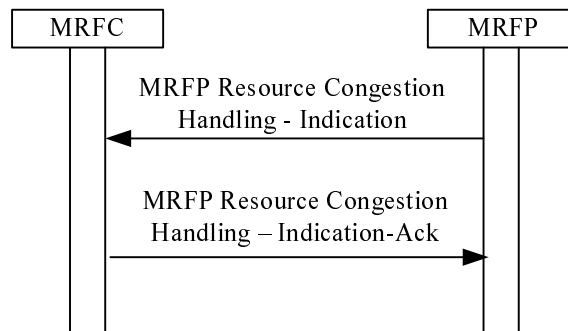 MRFC
MRFP
MRFP Resource Congestion
Handling - Indication
MRFP Resource Congestion
Handling – Indication-Ack